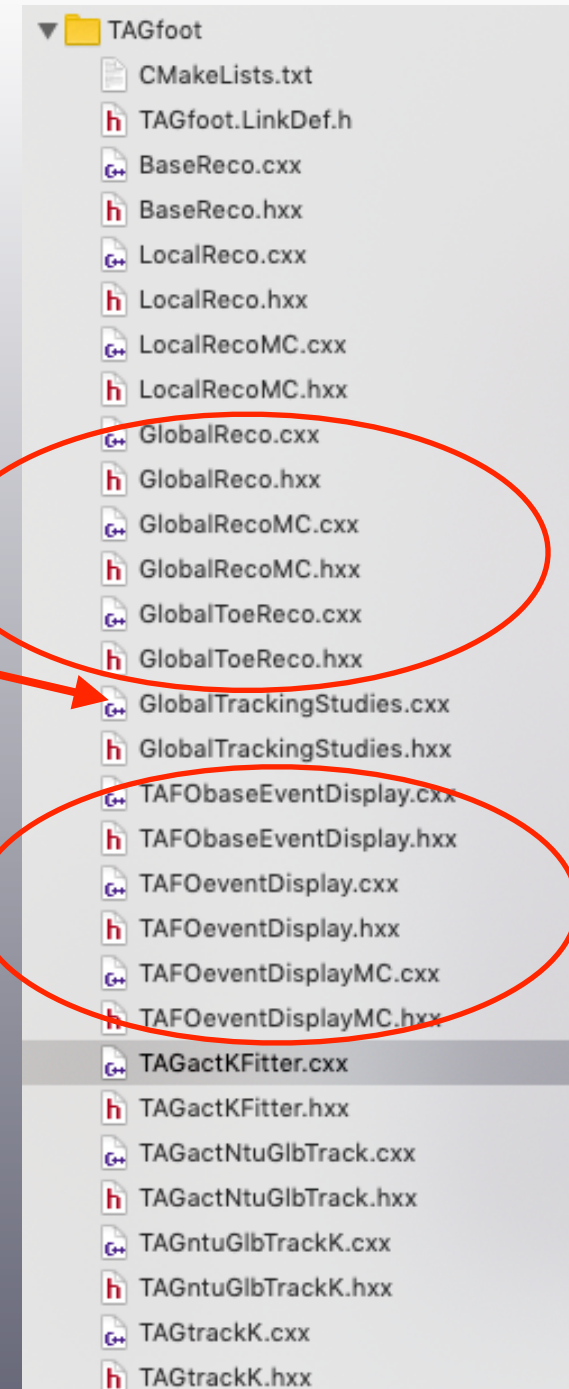 TAGfoot
CMakeLists.txt
h TAGfoot.LinkDef.h
C++ BaseReco.cxx
h BaseReco.hxx
C++ LocalReco.cxx
h LocalReco.hxx
C++ LocalRecoMC.cxx
h LocalRecoMC.hxx
C++ GlobalReco.cxx
h GlobalReco.hxx
C++ GlobalRecoMC.cxx
h GlobalRecoMC.hxx
C++ GlobalToeReco.cxx
h GlobalToeReco.hxx
C++ GlobalTrackingStudies.cxx
h GlobalTrackingStudies.hxx
C++ TAFObaseEventDisplay.cxx
h TAFObaseEventDisplay.hxx
C++ TAFOeventDisplay.cxx
h TAFOeventDisplay.hxx
C++ TAFOeventDisplayMC.cxx
h TAFOeventDisplayMC.hxx
C++ TAGactKFitter.cxx
h TAGactKFitter.hxx
C++ TAGactNtuGlbTrack.cxx
h TAGactNtuGlbTrack.hxx
C++ TAGntuGlbTrackK.cxx
h TAGntuGlbTrackK.hxx
C++ TAGtrackK.cxx
h TAGtrackK.hxx